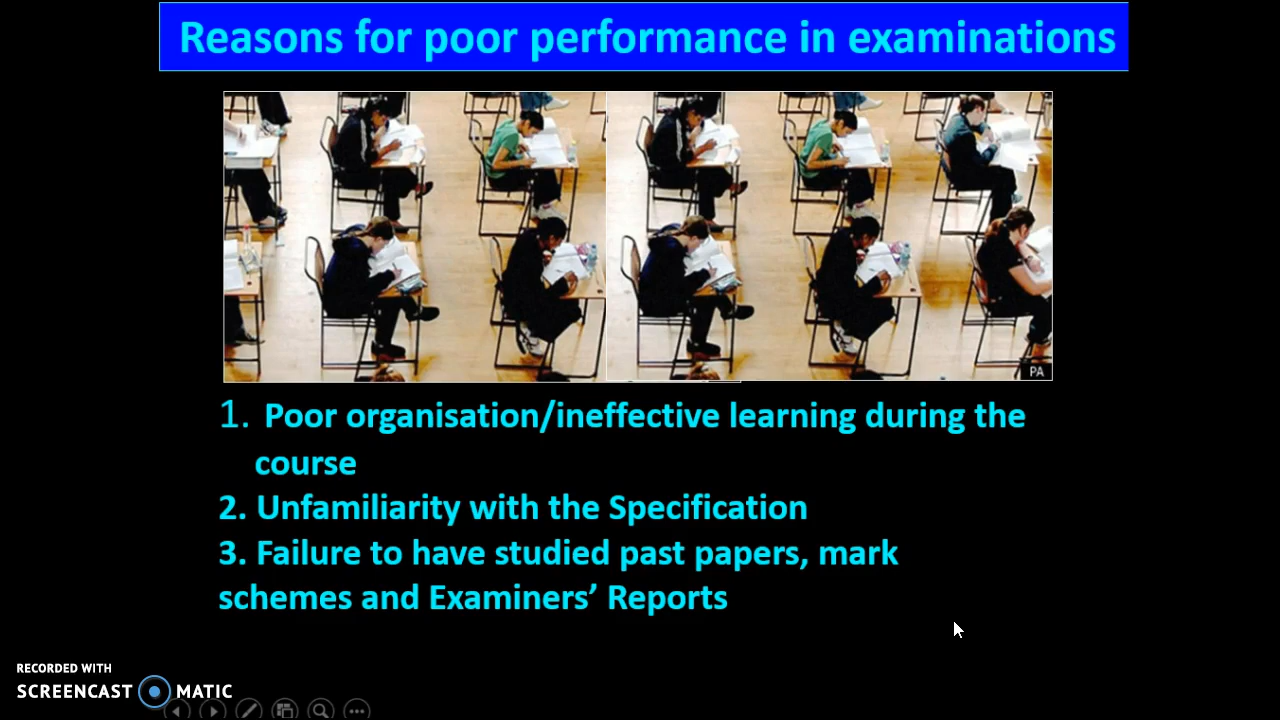 Reasons for poor performance in examinations
PA
1. Poor organisation/ineffective learning during the
course
2. Unfamiliarity with the Specification
3. Failure to have studied past papers, mark
schemes and Examiners’ Reports
RECORDED WITH
SCREENCAST MATIC